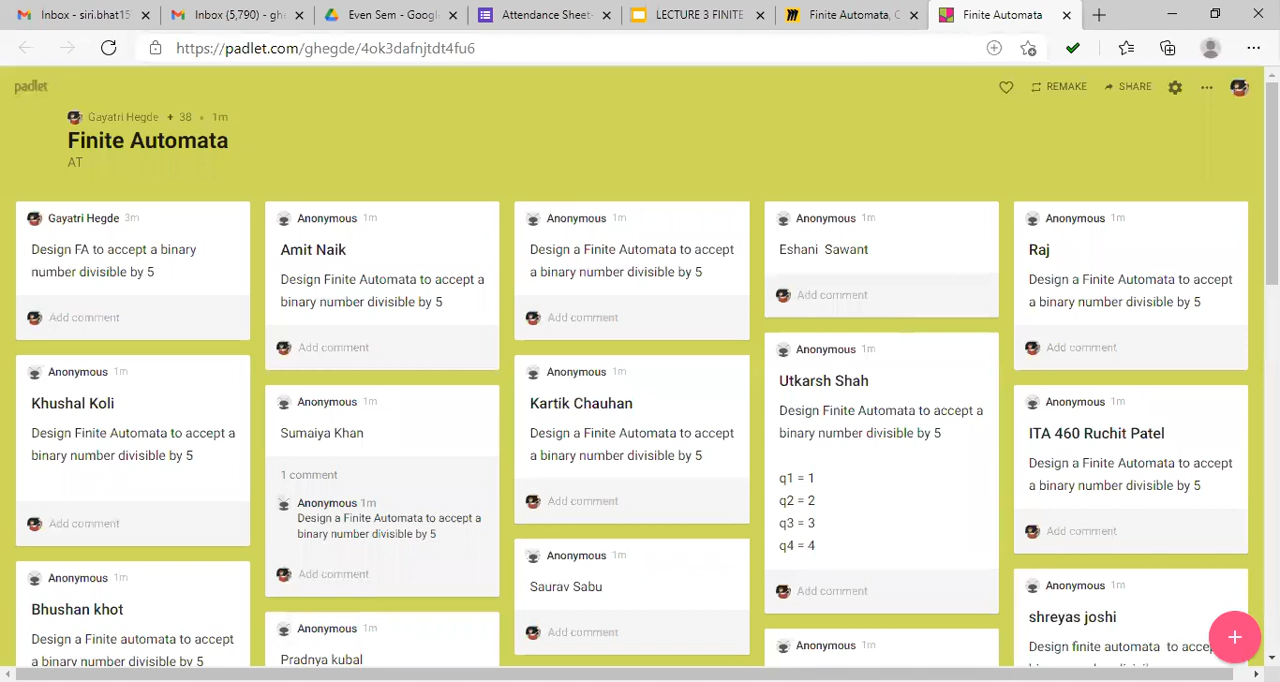 Inbox - siri.bhat15
Inbox (5,790) - gh
Even Sem - Google
Attendance Sheet-
LECTURE 3 FINITE
Finite Automata, C
Finite Automata
https://padlet.com/ghegde/4ok3dafnjtdt4fu6
padlet
REMAKE
SHARE
Gayatri Hegde + 38 • 1m
Finite Automata
AT
Gayatri Hegde 3m
Design FA to accept a binary
number divisible by 5
Add comment
Anonymous 1m
Khushal Koli
Design Finite Automata to accept a
binary number divisible by 5
Add comment
Anonymous 1m
Bhushan khot
Design a Finite automata to accept
a binary number divisible by 5
Anonymous 1m
Amit Naik
Design Finite Automata to accept a
binary number divisible by 5
Add comment
Anonymous 1m
Sumaiya Khan
1 comment
Anonymous 1m
Design a Finite Automata to accept a
binary number divisible by 5
Add comment
Anonymous 1m
Pradnya kubal
Anonymous 1m
Design a Finite Automata to accept
a binary number divisible by 5
Add comment
Anonymous 1m
Kartik Chauhan
Design a Finite Automata to accept
a binary number divisible by 5
Add comment
Anonymous 1m
Saurav Sabu
Add comment
Anonymous 1m
Eshani Sawant
Add comment
Anonymous 1m
Utkarsh Shah
Design Finite Automata to accept a
binary number divisible by 5
q1 = 1
q2 = 2
q3 = 3
q4 = 4
Add comment
Anonymous 1m
Anonymous 1m
Raj
Design a Finite Automata to accept
a binary number divisible by 5
Add comment
Anonymous 1m
ITA 460 Ruchit Patel
Design a Finite Automata to accept
a binary number divisible by 5
Add comment
Anonymous 1m
shreyas joshi
Design finite automata to accep